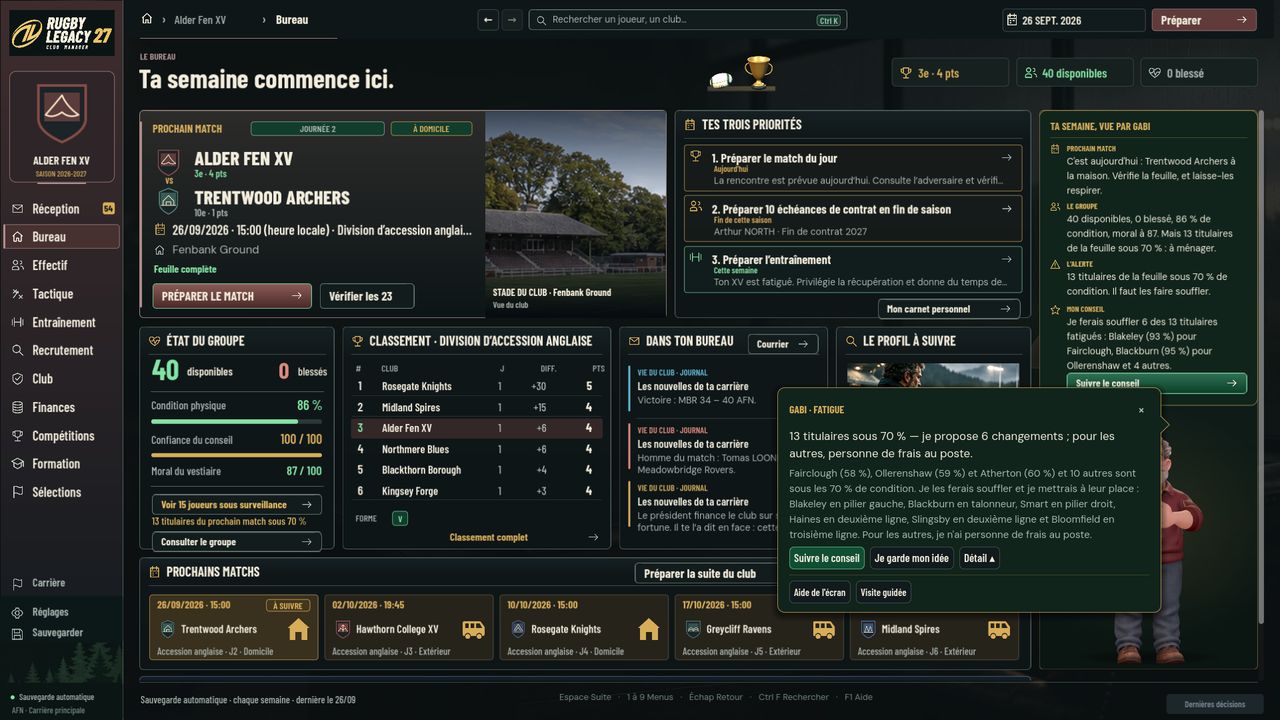 RUGBY
LEGACY 27
CLUB MANAGER
Alder Fen XV
Bureau
Rechercher un joueur, un club...
Ctrl K
26 SEPT. 2026
Préparer
LE BUREAU
Ta semaine commence ici.
3e · 4 pts
40 disponibles
0 blessé
ALDER FEN XV
SAISON 2026-2027
Réception
54
Bureau
Effectif
Tactique
Entrainement
Recrutement
Club
Finances
Compétitions
Formation
Sélections
Carrière
Réglages
Sauvegarder
Sauvegarde automatique
AFN · Carrière principale
PROCHAIN MATCH
JOURNÉE 2
À DOMICILE
ALDER FEN XV
3e · 4 pts
VS
TRENTWOOD ARCHERS
10e · 1 pts
26/09/2026 · 15:00 (heure locale) · Division d'accession anglai...
Fenbank Ground
Feuille complète
PRÉPARER LE MATCH
Vérifier les 23
STADE DU CLUB · Fenbank Ground
Vue du club
TES TROIS PRIORITÉS
1. Préparer le match du jour
Aujourd'hui
La rencontre est prévue aujourd'hui. Consulte l'adversaire et vérifi...
2. Préparer 10 échéances de contrat en fin de saison
Fin de cette saison
Arthur NORTH · Fin de contrat 2027
3. Préparer l'entraînement
Cette semaine
Ton XV est fatigué. Privilégie la récupération et donne du temps de...
Mon carnet personnel
TA SEMAINE, VUE PAR GABI
PROCHAIN MATCH
C'est aujourd'hui : Trentwood Archers à
la maison. Vérifie la feuille, et laisse-les
respirer.
LE GROUPE
40 disponibles, 0 blessé, 86 % de
condition, moral à 87. Mais 13 titulaires
de la feuille sous 70 % : à ménager.
L'ALERTE
13 titulaires de la feuille sous 70 % de
condition. Il faut les faire souffler.
MON CONSEIL
Je ferais souffler 6 des 13 titulaires
fatigués : Blakeley (93 %) pour
Fairclough, Blackburn (95 %) pour
Ollerenshaw et 4 autres.
Suivre le conseil
ÉTAT DU GROUPE
40 disponibles
0 blessés
Condition physique 86 %
Confiance du conseil 100 / 100
Moral du vestiaire 87 / 100
Voir 15 joueurs sous surveillance
13 titulaires du prochain match sous 70 %
Consulter le groupe
CLASSEMENT · DIVISION D'ACCESSION ANGLAISE
# CLUB J DIFF. PTS
1 Rosegate Knights 1 +30 5
2 Midland Spires 1 +15 4
3 Alder Fen XV 1 +6 4
4 Northmere Blues 1 +6 4
5 Blackthorn Borough 1 +4 4
6 Kingsey Forge 1 +3 4
FORME V
Classement complet
DANS TON BUREAU
Courrier
VIE DU CLUB · JOURNAL
Les nouvelles de ta carrière
Victoire : MBR 34 – 40 AFN.
VIE DU CLUB · JOURNAL
Les nouvelles de ta carrière
Homme du match : Tomas LOON
Meadowbridge Rovers.
VIE DU CLUB · JOURNAL
Les nouvelles de ta carrière
Le président finance le club sur
fortune. Il te l'a dit en face : cette
LE PROFIL À SUIVRE
GABI · FATIGUE
×
13 titulaires sous 70 % — je propose 6 changements ; pour les
autres, personne de frais au poste.
Fairclough (58 %), Ollerenshaw (59 %) et Atherton (60 %) et 10 autres sont
sous les 70 % de condition. Je les ferais souffler et je mettrais à leur place :
Blakeley en pilier gauche, Blackburn en talonneur, Smart en pilier droit,
Haines en deuxième ligne, Slingsby en deuxième ligne et Bloomfield en
troisième ligne. Pour les autres, je n'ai personne de frais au poste.
Suivre le conseil
Je garde mon idée
Détail ▴
Aide de l'écran
Visite guidée
PROCHAINS MATCHS
Préparer la suite du club
26/09/2026 · 15:00
À SUIVRE
Trentwood Archers
Accession anglaise · J2 · Domicile
02/10/2026 · 19:45
Hawthorn College XV
Accession anglaise · J3 · Extérieur
10/10/2026 · 15:00
Rosegate Knights
Accession anglaise · J4 · Domicile
17/10/2026 · 15:00
Greycliff Ravens
Accession anglaise · J5 · Extérieur
Midland Spires
Accession anglaise · J6 · Extérieur
Sauvegarde automatique · chaque semaine · dernière le 26/09
Espace Suite · 1 à 9 Menus · Échap Retour · Ctrl F Rechercher · F1 Aide
Dernières décisions